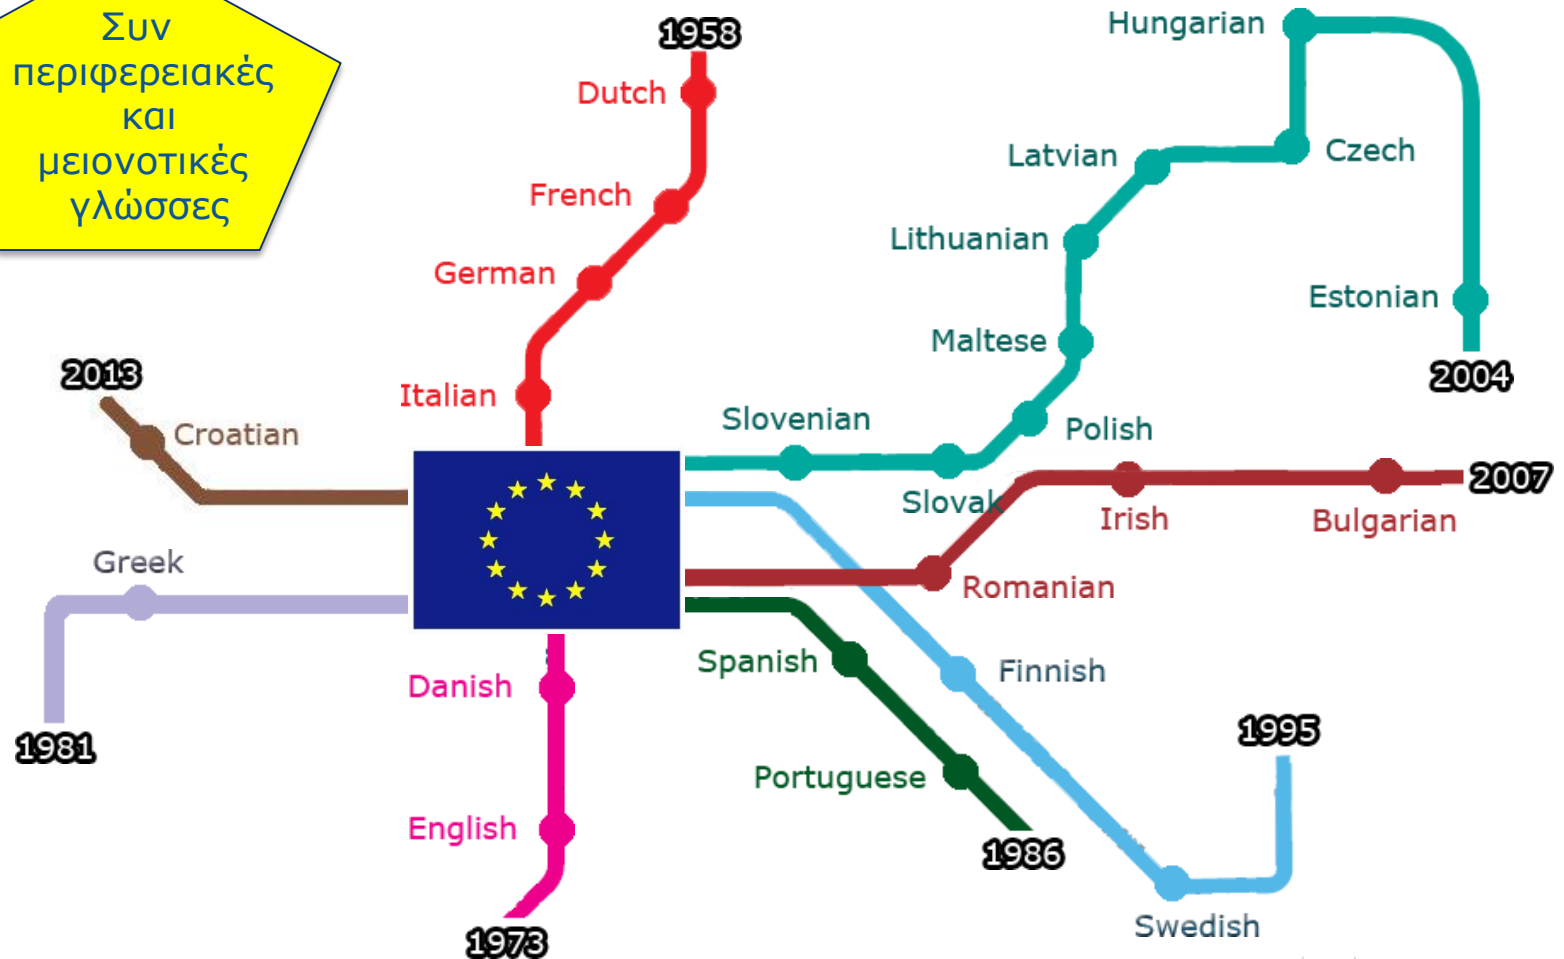 Συν
περιφερειακές
και
μειονοτικές
γλώσσες
1958
Dutch
French
German
Italian
Hungarian
Czech
Latvian
Lithuanian
Maltese
Polish
Slovak
Slovenian
Estonian
2004
2013
Croatian
Greek
1981
2007
Bulgarian
Irish
Romanian
Danish
English
1973
Spanish
Portuguese
1986
Finnish
Swedish
1995